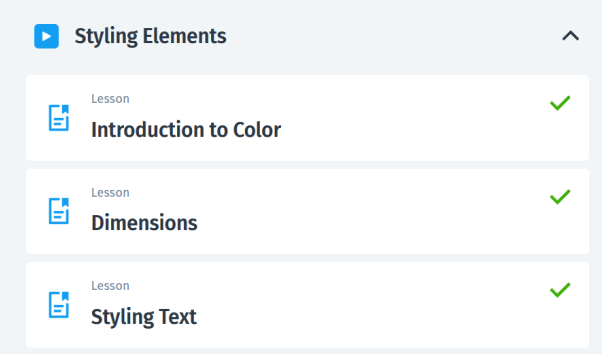 Styling Elements
Lesson
Introduction to Color
Lesson
Dimensions
Lesson
Styling Text